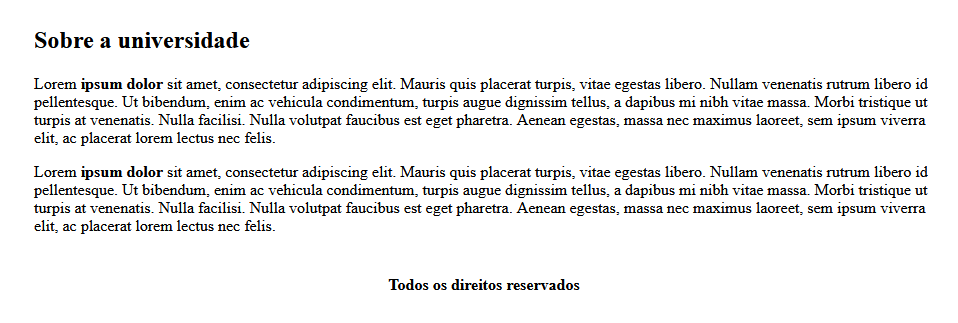 Sobre a universidade
Lorem ipsum dolor sit amet, consectetur adipiscing elit. Mauris quis placerat turpis, vitae egestas libero. Nullam venenatis rutrum libero id
pellentesque. Ut bibendum, enim ac vehicula condimentum, turpis augue dignissim tellus, a dapibus mi nibh vitae massa. Morbi tristique ut
turpis at venenatis. Nulla facilisi. Nulla volutpat faucibus est eget pharetra. Aenean egestas, massa nec maximus laoreet, sem ipsum viverra
elit, ac placerat lorem lectus nec felis.
Lorem ipsum dolor sit amet, consectetur adipiscing elit. Mauris quis placerat turpis, vitae egestas libero. Nullam venenatis rutrum libero id
pellentesque. Ut bibendum, enim ac vehicula condimentum, turpis augue dignissim tellus, a dapibus mi nibh vitae massa. Morbi tristique ut
turpis at venenatis. Nulla facilisi. Nulla volutpat faucibus est eget pharetra. Aenean egestas, massa nec maximus laoreet, sem ipsum viverra
elit, ac placerat lorem lectus nec felis.
Todos os direitos reservados